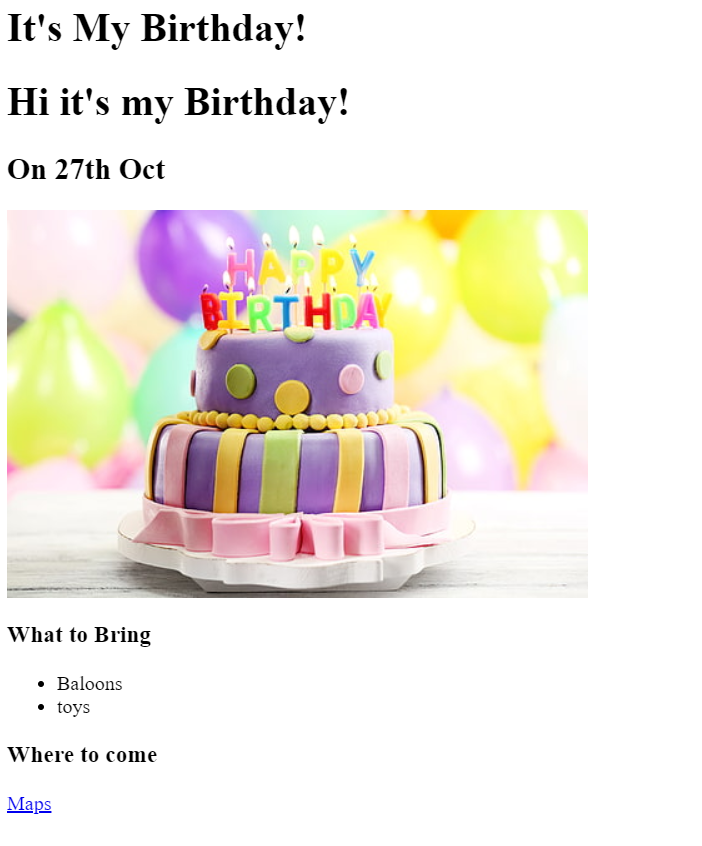 It's My Birthday!
Hi it's my Birthday!
On 27th Oct
HAPPY
BIRTHDAY
What to Bring
Baloons
toys
Where to come
Maps